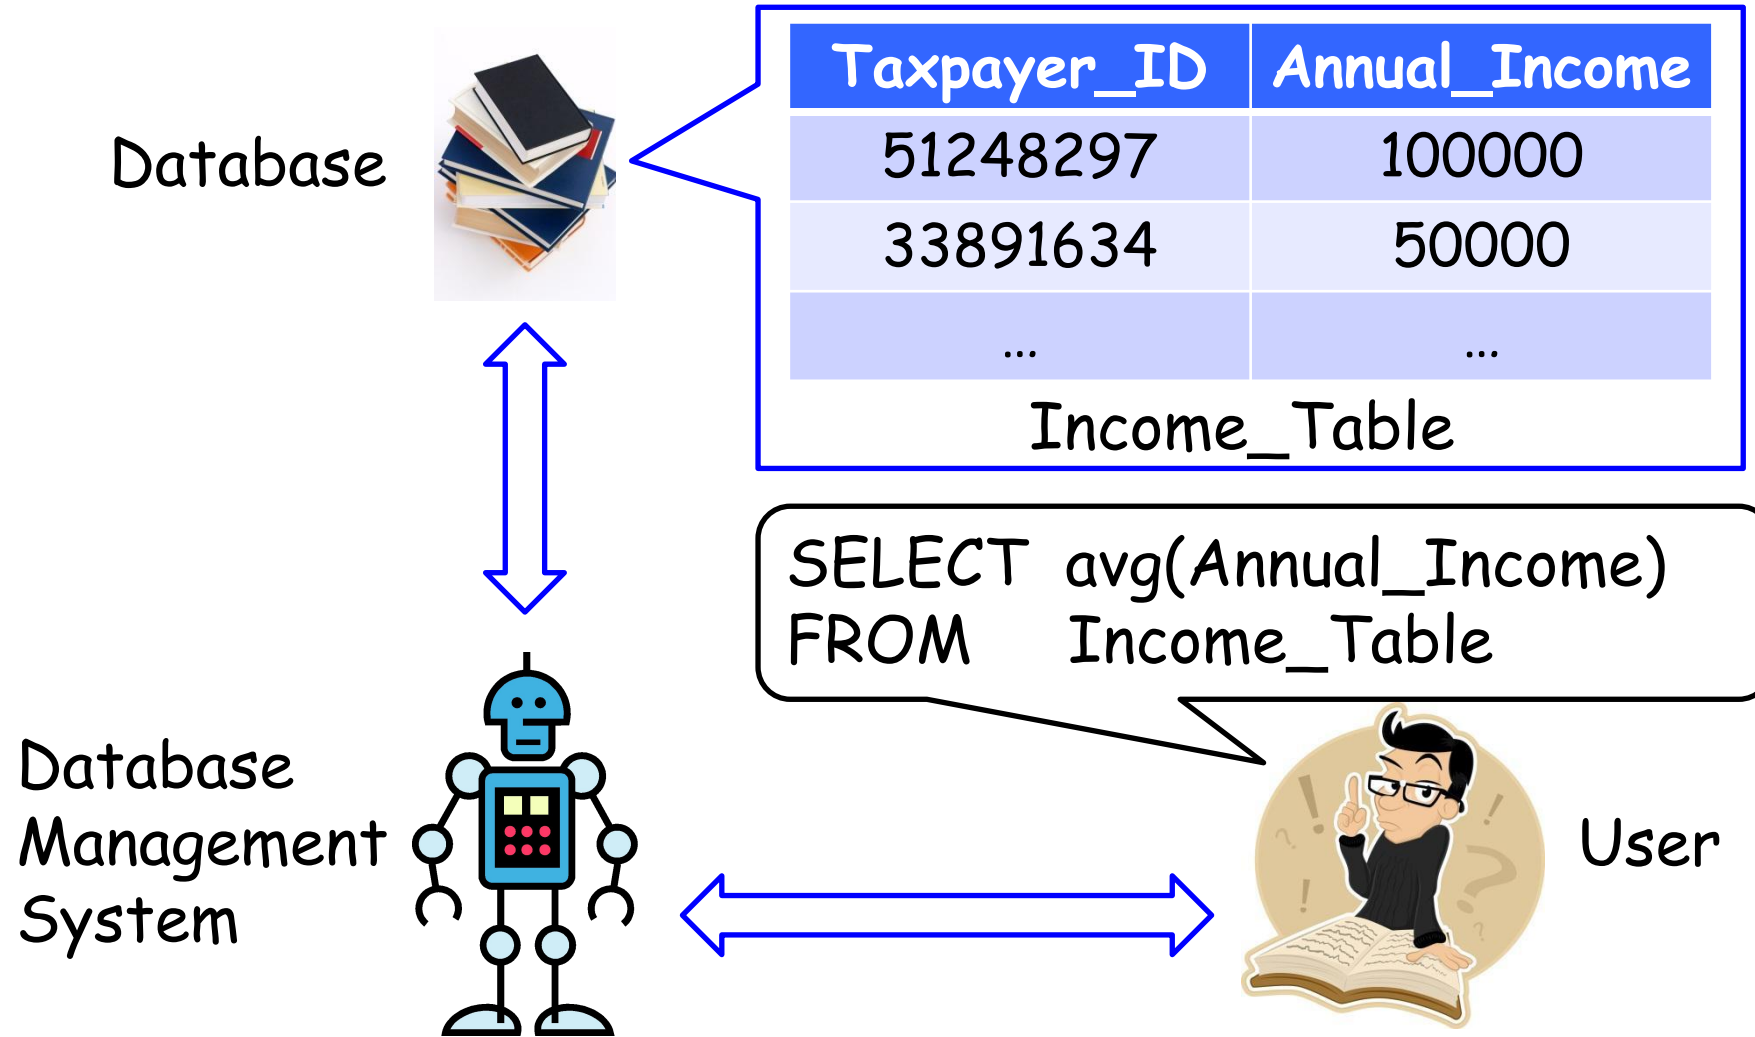 Database
Taxpayer_ID Annual_Income
51248297 100000
33891634 50000
... ...
Income_Table
SELECT avg(Annual_Income)
FROM Income_Table
Database
Management
System
User